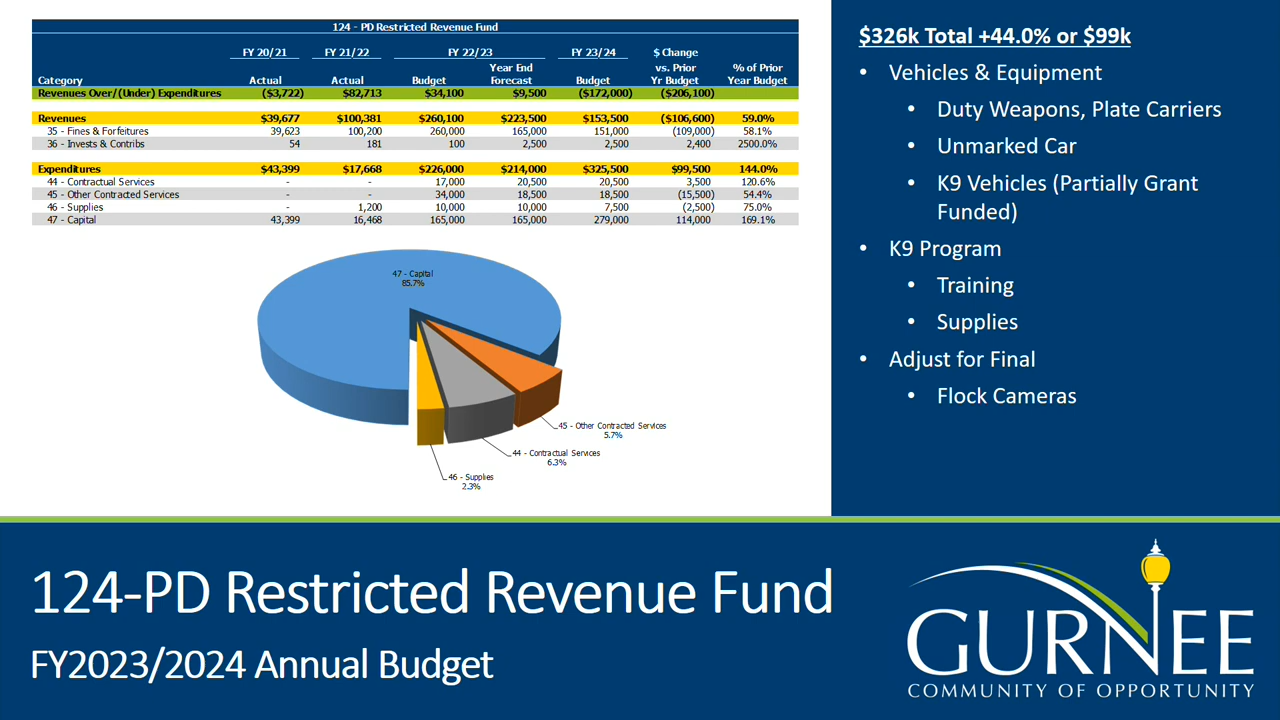 124 - PD Restricted Revenue Fund
FY 20/21 FY 21/22 FY 22/23 FY 23/24 $ Change
Year End vs. Prior % of Prior
Category Actual Actual Budget Forecast Budget Yr Budget Year Budget
Revenues Over/(Under) Expenditures ($3,722) $82,713 $34,100 $9,500 ($172,000) ($206,100)
Revenues $39,677 $100,381 $260,100 $223,500 $153,500 ($106,600) 59.0%
35 - Fines & Forfeitures 39,623 100,200 260,000 165,000 151,000 (109,000) 58.1%
36 - Invests & Contribs 54 181 100 2,500 2,500 2,400 2500.0%
Expenditures $43,399 $17,668 $226,000 $214,000 $325,500 $99,500 144.0%
44 - Contractual Services - - 17,000 20,500 20,500 3,500 120.6%
45 - Other Contracted Services - - 34,000 18,500 18,500 (15,500) 54.4%
46 - Supplies - 1,200 10,000 10,000 7,500 (2,500) 75.0%
47 - Capital 43,399 16,468 165,000 165,000 279,000 114,000 169.1%
47 - Capital
85.7%
45 - Other Contracted Services
5.7%
44 - Contractual Services
6.3%
46 - Supplies
2.3%
$326k Total +44.0% or $99k
• Vehicles & Equipment
• Duty Weapons, Plate Carriers
• Unmarked Car
• K9 Vehicles (Partially Grant
Funded)
• K9 Program
• Training
• Supplies
• Adjust for Final
• Flock Cameras
124-PD Restricted Revenue Fund
FY2023/2024 Annual Budget
GURNEE
COMMUNITY OF OPPORTUNITY